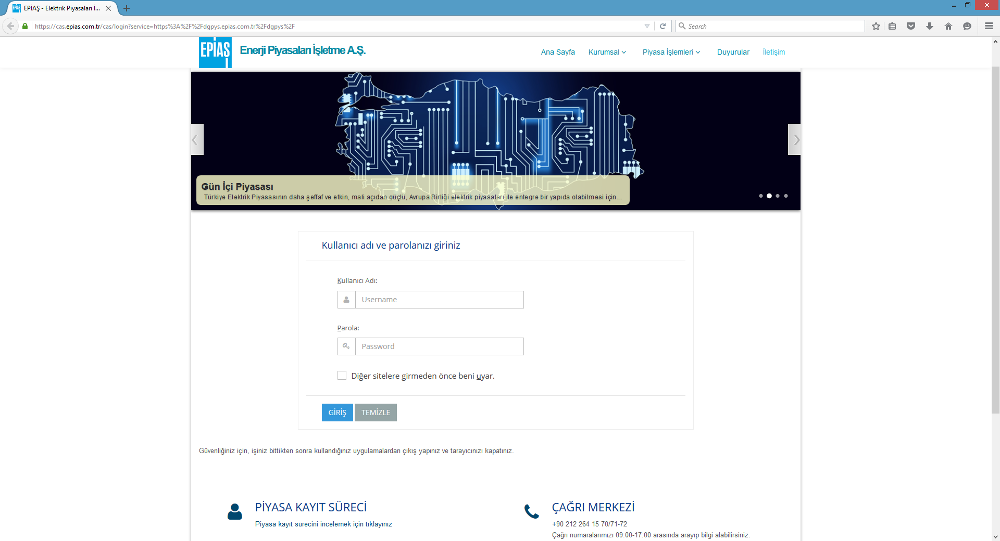 EPİAŞ - Elektrik Piyasaları İ...
https://cas.epias.com.tr/cas/login?service=https%3A%2F%2Fdgpys.epias.com.tr%2Fdgpys%2F
Search
EPİAŞ
Enerji Piyasaları İşletme A.Ş.
Ana Sayfa
Kurumsal
Piyasa İşlemleri
Duyurular
İletişim
Gün İçi Piyasası
Türkiye Elektrik Piyasasının daha şeffaf ve etkin, mali açıdan güçlü, Avrupa Birliği elektrik piyasaları ile entegre bir yapıda olabilmesi için...
Kullanıcı adı ve parolanızı giriniz
Kullanıcı Adı:
Username
Parola:
Password
Diğer sitelere girmeden önce beni uyar.
GİRİŞ
TEMİZLE
Güvenliğiniz için, işiniz bittikten sonra kullandığınız uygulamalardan çıkış yapınız ve tarayıcınızı kapatınız.
PİYASA KAYIT SÜRECİ
Piyasa kayıt sürecini incelemek için tıklayınız
ÇAĞRI MERKEZİ
+90 212 264 15 70/71-72
Çağrı numaralarımızı 09:00-17:00 arasında arayıp bilgi alabilirsiniz.